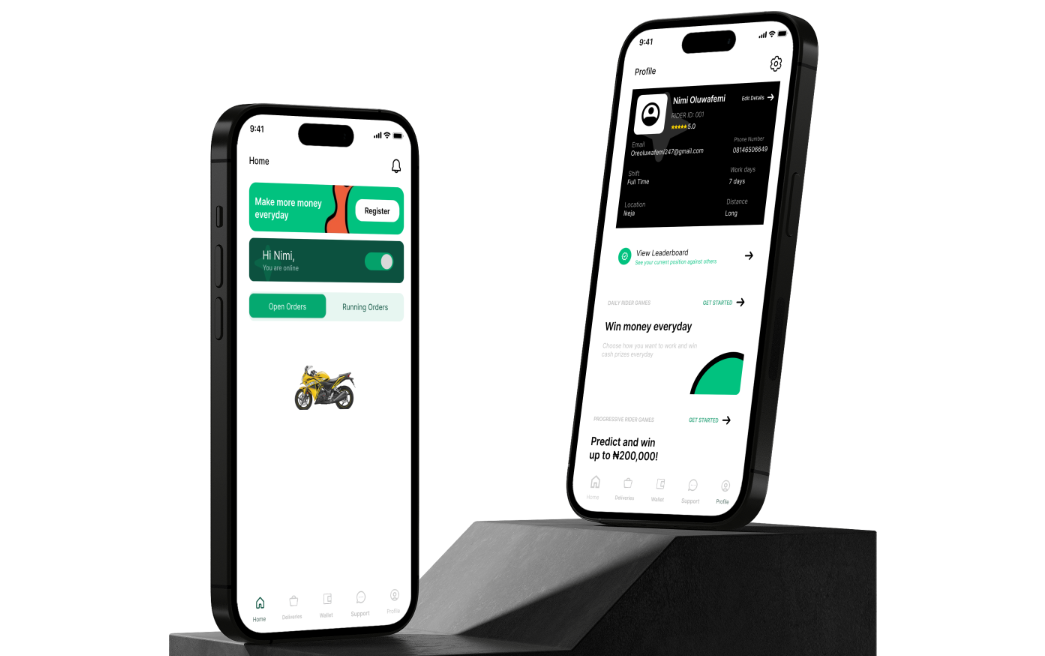 9:41
Home
Make more money
everyday
Register
Hi Nimi,
You are online
Open Orders
Running Orders
Home
Deliveries
Wallet
Support
Profile
9:41
Profile
Nimi Oluwafemi
Edit Details
RIDER ID: 001
5.0
Email
Oreoluwafemi247@gmail.com
Phone Number
08146506649
Shift
Full Time
Work days
7 days
Location
Neja
Distance
Long
View Leaderboard
See your current position against others
DAILY RIDER GAMES
GET STARTED
Win money everyday
Choose how you want to work and win
cash prizes everyday.
PROGRESSIVE RIDER GAMES
GET STARTED
Predict and win
up to ₦200,000!
Home
Deliveries
Wallet
Support
Profile